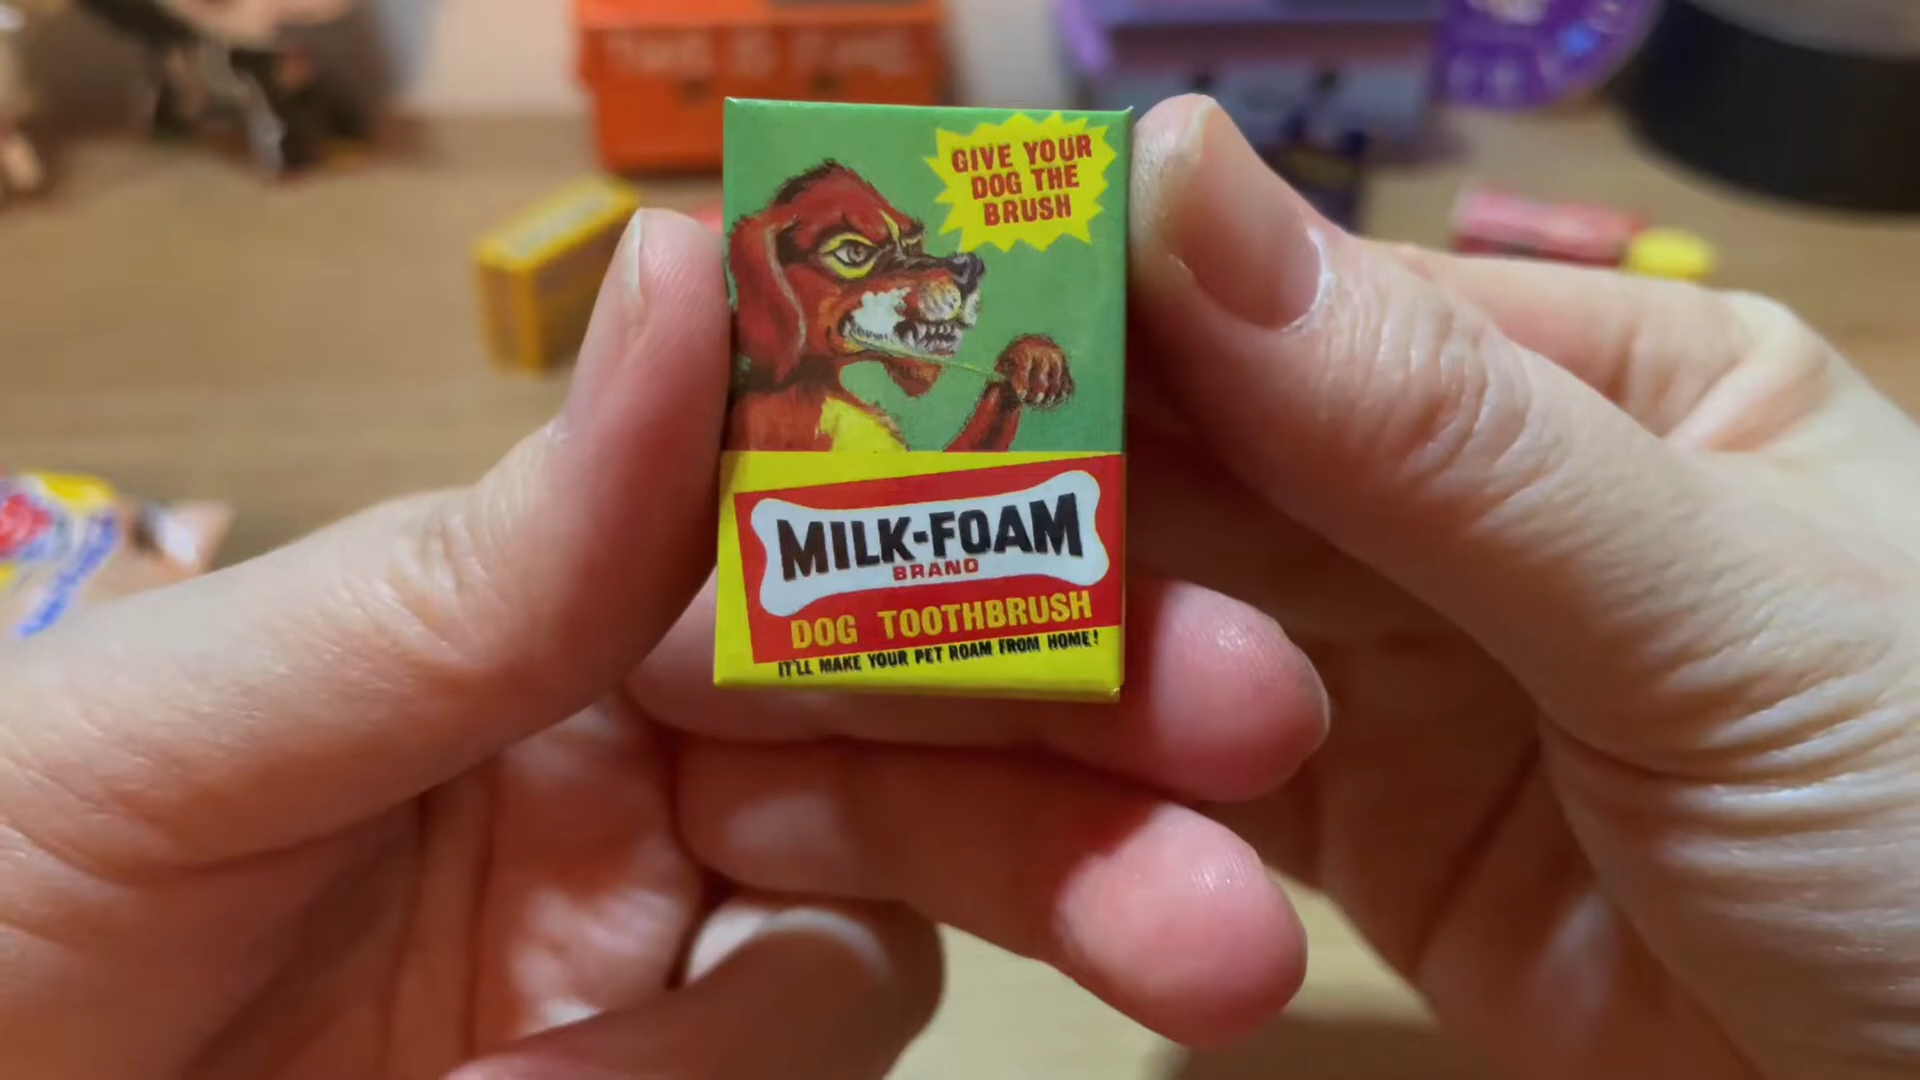 GIVE YOUR
DOG THE
BRUSH
MILK-FOAM
BRAND
DOG TOOTHBRUSH
IT'LL MAKE YOUR PET ROAM FROM HOME!